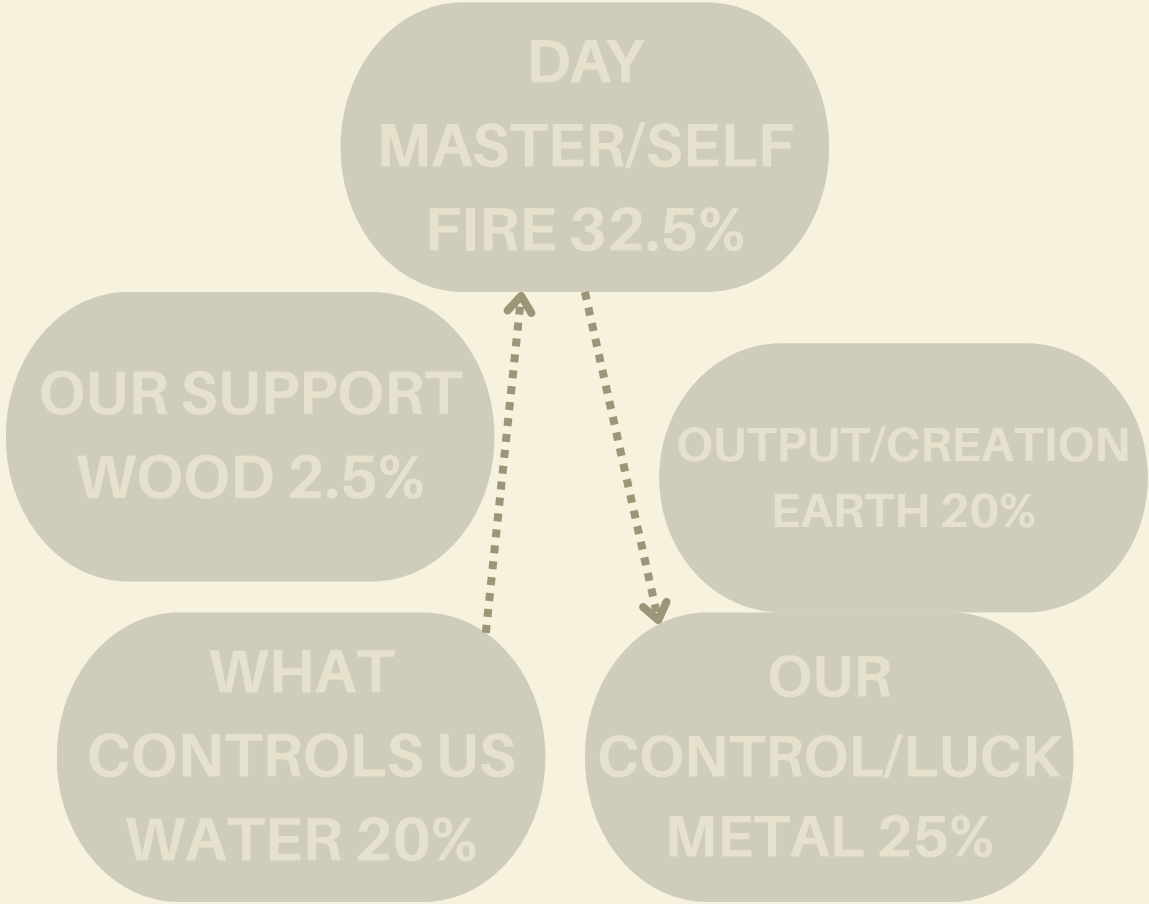 DAY
MASTER/SELF
FIRE 32.5%
OUR SUPPORT
WOOD 2.5%
OUTPUT/CREATION
EARTH 20%
WHAT
CONTROLS US
WATER 20%
OUR
CONTROL/LUCK
METAL 25%